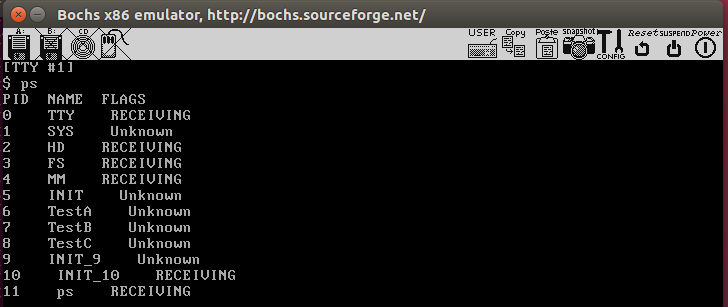 Bochs x86 emulator, http://bochs.sourceforge.net/
A: B: CD USER Copy Paste snapshot CONFIG Reset SUSPEND Power
[TTY #1]
$ ps
PID NAME FLAGS
0 TTY RECEIVING
1 SYS Unknown
2 HD RECEIVING
3 FS RECEIVING
4 MM RECEIVING
5 INIT Unknown
6 TestA Unknown
7 TestB Unknown
8 TestC Unknown
9 INIT_9 Unknown
10 INIT_10 RECEIVING
11 ps RECEIVING